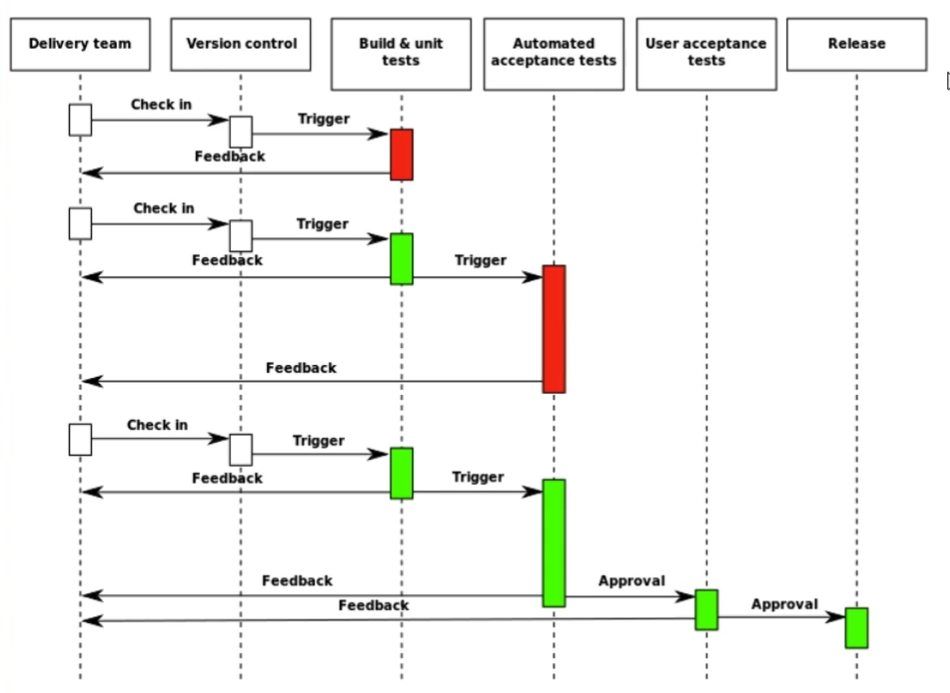 Delivery team
Version control
Build & unit
tests
Automated
acceptance tests
User acceptance
tests
Release
Check in
Trigger
Feedback
Check in
Trigger
Feedback
Trigger
Feedback
Check in
Trigger
Feedback
Trigger
Feedback
Approval
Feedback
Approval